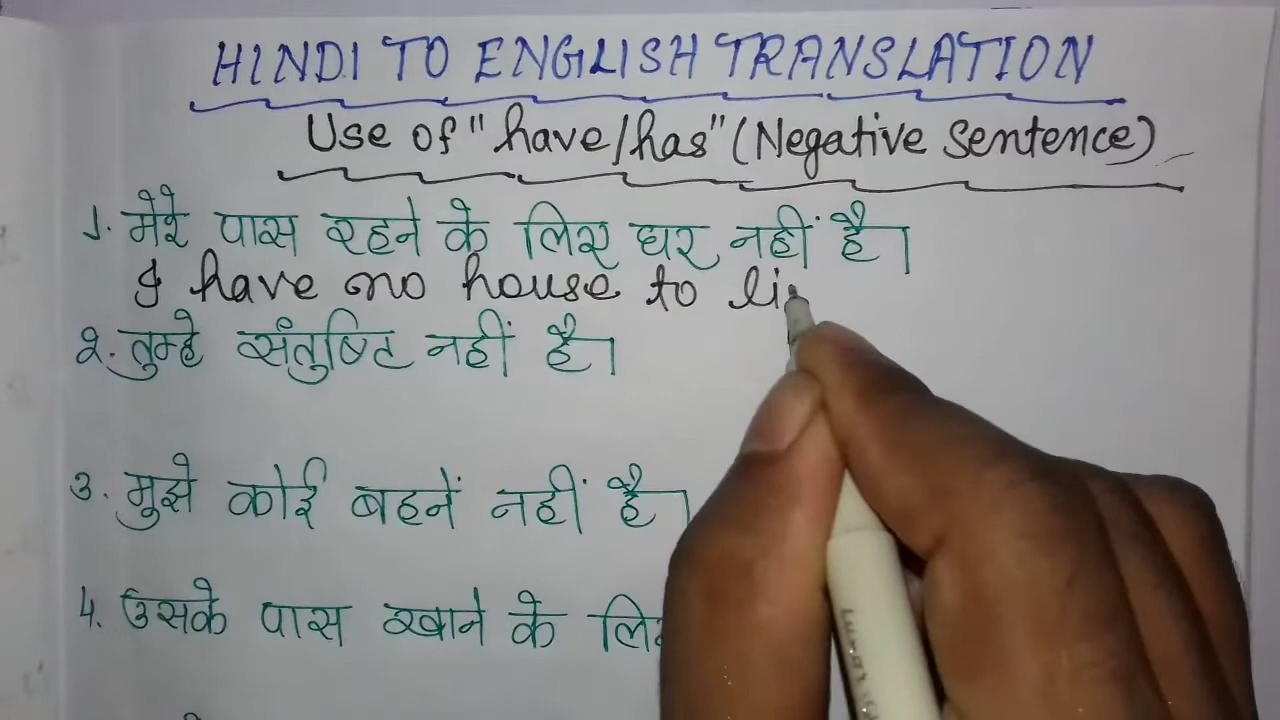 HINDI TO ENGLISH TRANSLATION
Use of "have/has" (Negative Sentence)
1. मेरे पास रहने के लिए घर नहीं है।
I have no house to li
2. तुम्हे संतुष्टि नहीं है।
3. मुझे कोई बहनें नहीं है।
4. उसके पास खाने के